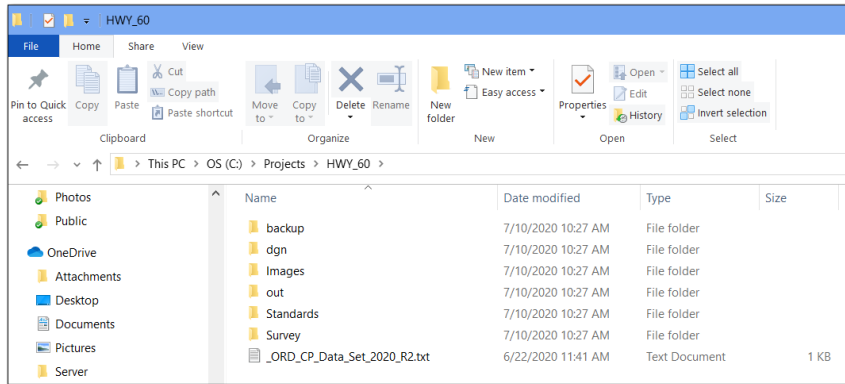 HWY_60
File Home Share View
Pin to Quick access
Copy
Paste
Cut
Copy path
Paste shortcut
Clipboard
Move to
Copy to
Delete
Rename
Organize
New folder
New item
Easy access
New
Properties
Open
Edit
History
Open
Select all
Select none
Invert selection
Select
This PC > OS (C:) > Projects > HWY_60 >
Photos
Public
OneDrive
Attachments
Desktop
Documents
Pictures
Server
Name Date modified Type Size
backup 7/10/2020 10:27 AM File folder
dgn 7/10/2020 10:27 AM File folder
Images 7/10/2020 10:27 AM File folder
out 7/10/2020 10:27 AM File folder
Standards 7/10/2020 10:27 AM File folder
Survey 7/10/2020 10:27 AM File folder
_ORD_CP_Data_Set_2020_R2.txt 6/22/2020 11:41 AM Text Document 1 KB